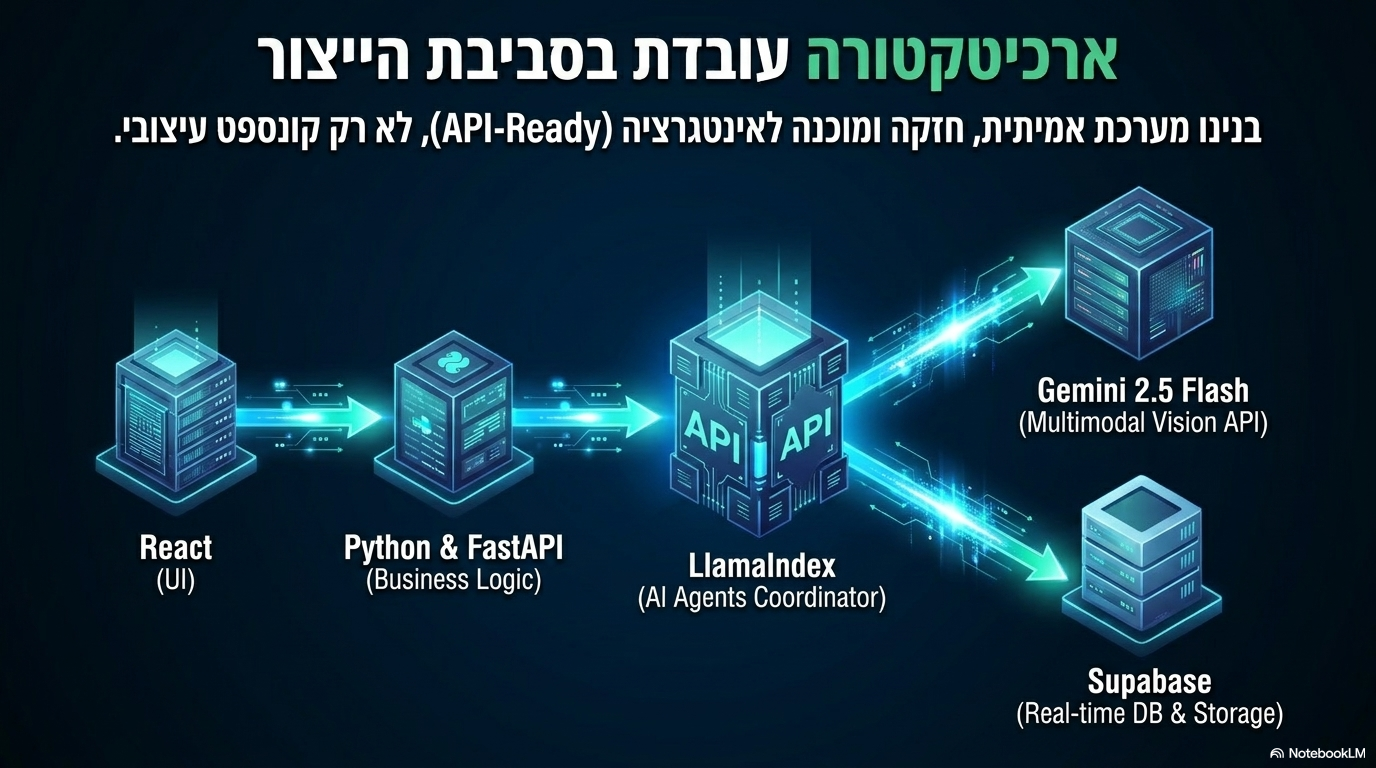 ארכיטקטורה עובדת בסביבת הייצור
בנינו מערכת אמיתית, חזקה ומוכנה לאינטגרציה (API-Ready), לא רק קונספט עיצובי.
API API
Gemini 2.5 Flash
(Multimodal Vision API)
React
(UI)
Python & FastAPI
(Business Logic)
LlamaIndex
(AI Agents Coordinator)
Supabase
(Real-time DB & Storage)
NotebookLM